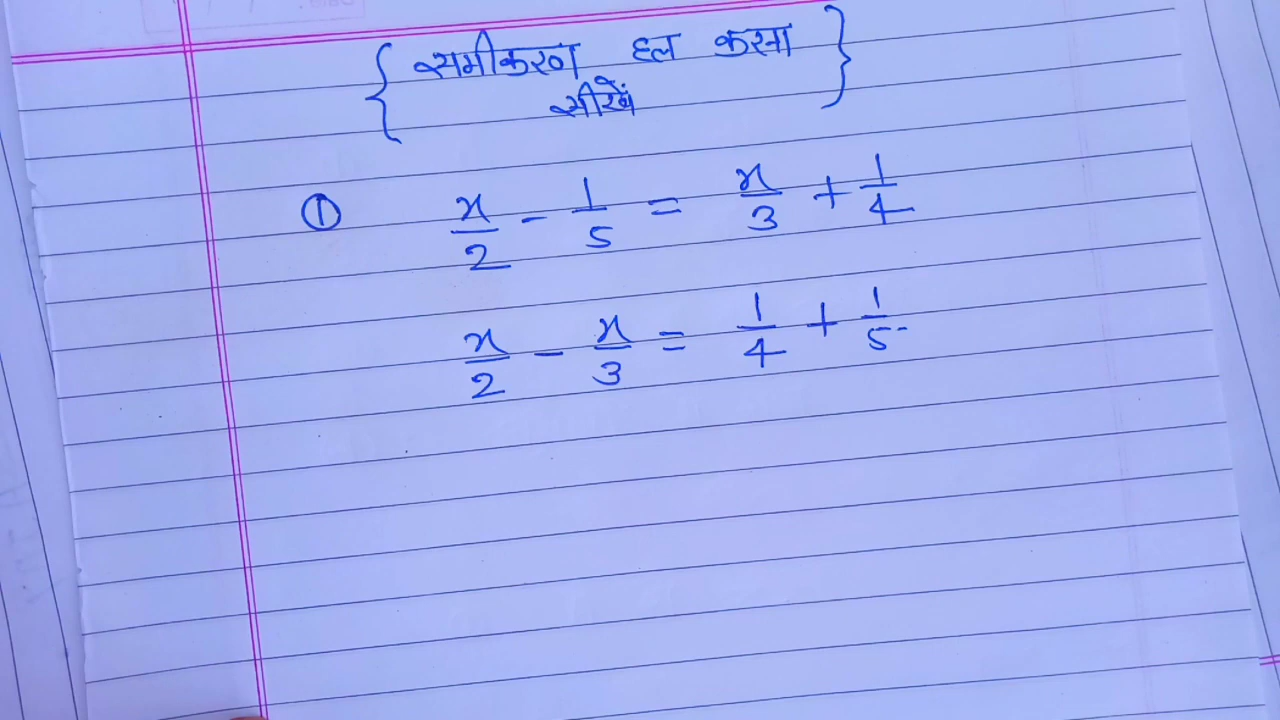 { समीकरण हल करना
सीखें }
① x/2 - 1/5 = x/3 + 1/4
x/2 - x/3 = 1/4 + 1/5